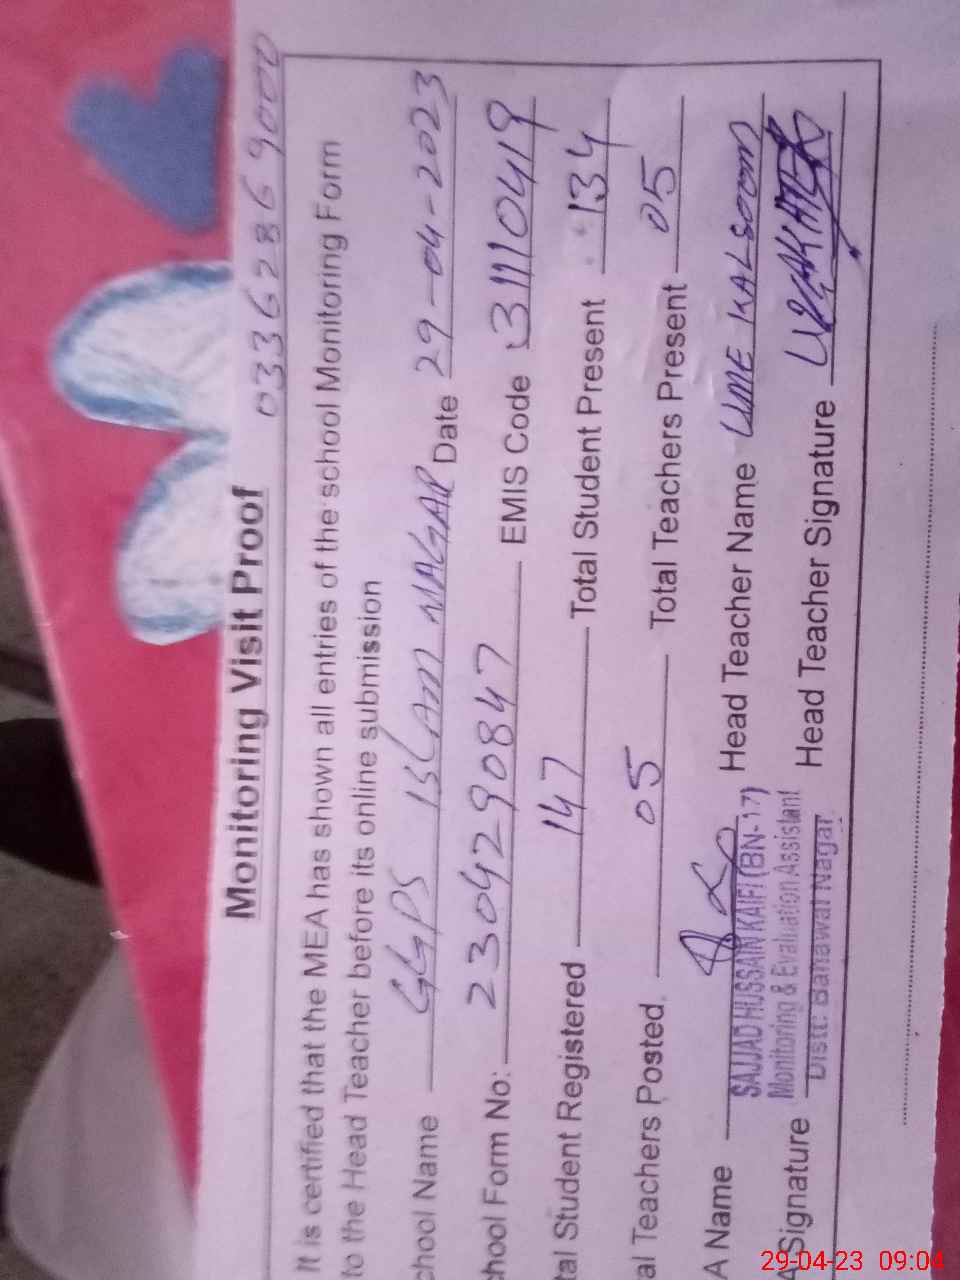 Monitoring Visit Proof 03362869000
It is certified that the MEA has shown all entries of the school Monitoring Form
to the Head Teacher before its online submission
chool Name GGPS ISLAM NAGAR Date 29-04-2023
chool Form No: 2304290847 EMIS Code 31110419
tal Student Registered 147 Total Student Present 134
al Teachers Posted 05 Total Teachers Present 05
A Name Head Teacher Name UME KALSOOM
SAJJAD HUSSAIN KAIFI (BN-17)
Monitoring & Evaluation Assistant
Distt: Bahawal Nagar
A Signature Head Teacher Signature
29-04-23 09:04